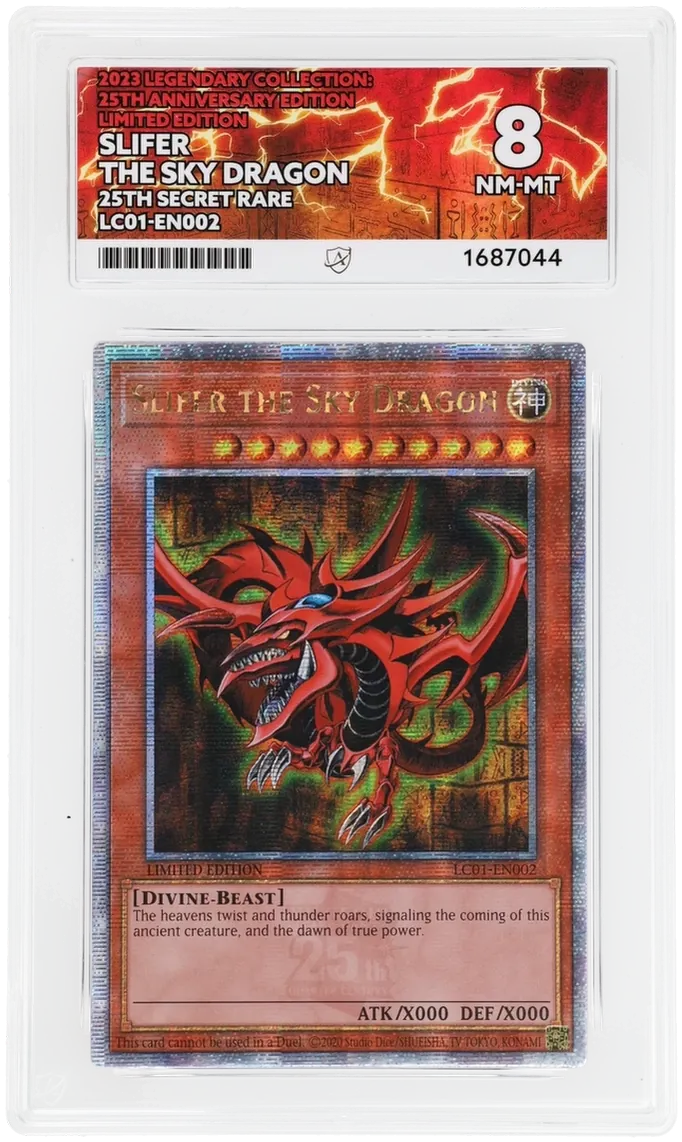 2023 LEGENDARY COLLECTION:
25TH ANNIVERSARY EDITION
LIMITED EDITION
SLIFER
THE SKY DRAGON
25TH SECRET RARE
LC01-EN002
8
NM-MT
A
1687044
SLIFER THE SKY DRAGON
DIVINE
神
LIMITED EDITION
LC01-EN002
[DIVINE-BEAST]
The heavens twist and thunder roars, signaling the coming of this
ancient creature, and the dawn of true power.
25th
ATK/X000 DEF/X000
This card cannot be used in a Duel. ©2020 Studio Dice/SHUEISHA, TV TOKYO, KONAMI